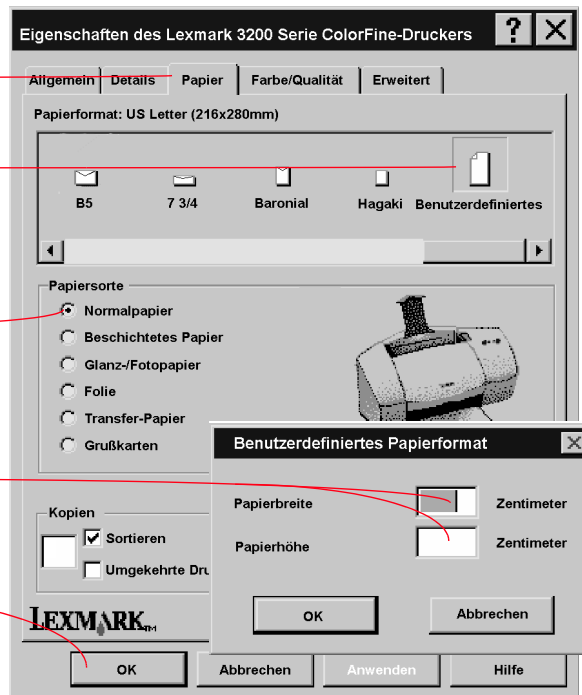 Eigenschaften des Lexmark 3200 Serie ColorFine-Druckers
Allgemein Details Papier Farbe/Qualität Erweitert
Papierformat: US Letter (216x280mm)
B5 7 3/4 Baronial Hagaki Benutzerdefiniertes
Papiersorte
Normalpapier
Beschichtetes Papier
Glanz-/Fotopapier
Folie
Transfer-Papier
Grußkarten
Benutzerdefiniertes Papierformat
Papierbreite Zentimeter
Papierhöhe Zentimeter
OK Abbrechen
Kopien
Sortieren
Umgekehrte Dru
LEXMARK TM
OK Abbrechen Anwenden Hilfe